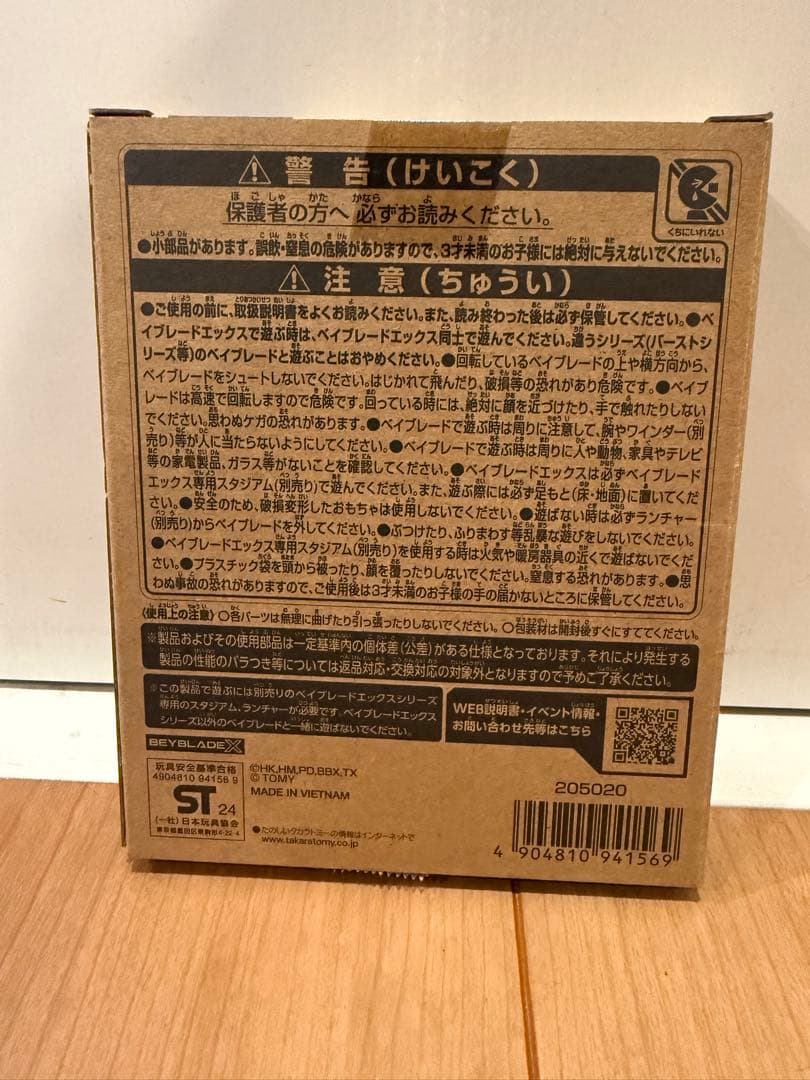 警告(けいこく)
保護者の方へ 必ずお読みください。
くちにいれない
●小部品があります。誤飲・窒息の危険がありますので、3才未満のお子様には絶対に与えないでください。
注意(ちゅうい)
●ご使用の前に、取扱説明書をよくお読みください。また、読み終わった後は必ず保管してください。●ベ
イブレードエックスで遊ぶ時は、ベイブレードエックス同士で遊んでください。違うシリーズ(バーストシ
リーズ等)のベイブレードと遊ぶことはおやめください。●回転しているベイブレードの上や横方向から、
ベイブレードをシュートしないでください。はじかれて飛んだり、破損等の恐れがあり危険です。●ベイブ
レードは高速で回転しますので危険です。回っている時には、絶対に顔を近づけたり、手で触れたりしない
でください。思わぬケガの恐れがあります。●ベイブレードで遊ぶ時は周りに注意して、腕やワインダー(別
売り)等が人に当たらないようにしてください。●ベイブレードで遊ぶ時は周りに人や動物、家具やテレビ
等の家電製品、ガラス等がないことを確認してください。●ベイブレードエックスは必ずベイブレード
エックス専用スタジアム(別売り)で遊んでください。また、遊ぶ際には必ず足もと(床・地面)に置いてくだ
さい。●安全のため、破損変形したおもちゃは使用しないでください。●遊ばない時は必ずランチャー
(別売り)からベイブレードを外してください。●ぶつけたり、ふりまわす等乱暴な遊びをしないでください。
●ベイブレードエックス専用スタジアム(別売り)を使用する時は火気や暖房器具の近くで遊ばないでくだ
さい。●プラスチック袋を頭から被ったり、顔を覆ったりしないでください。窒息する恐れがあります。●思
わぬ事故の恐れがありますので、ご使用後は3才未満のお子様の手の届かないところに保管してください。
〈使用上の注意〉○各パーツは無理に曲げたり引っ張ったりしないでください。○包装材は開封後すぐにすててください。
※製品およびその使用部品は一定基準内の個体差(公差)がある仕様となっております。それにより発生する
製品の性能のバラつき等については返品対応・交換対応の対象外となりますので予めご了承ください。
※この製品で遊ぶには別売りのベイブレードエックスシリーズ
専用のスタジアム、ランチャーが必要です。ベイブレードエックス
シリーズ以外のベイブレードと一緒に遊ばないでください。
WEB説明書・イベント情報・
お問い合わせ先等はこちら
BEYBLADE X
玩具安全基準合格
4904810 94156 9
ST 24
(一社)日本玩具協会
東京都墨田区東駒形4-22-4
©HK,HM,PD,BBX,TX
© TOMY
MADE IN VIETNAM
●たのしいタカラトミーの情報はインターネットで
www.takaratomy.co.jp
205020
4 904810 941569